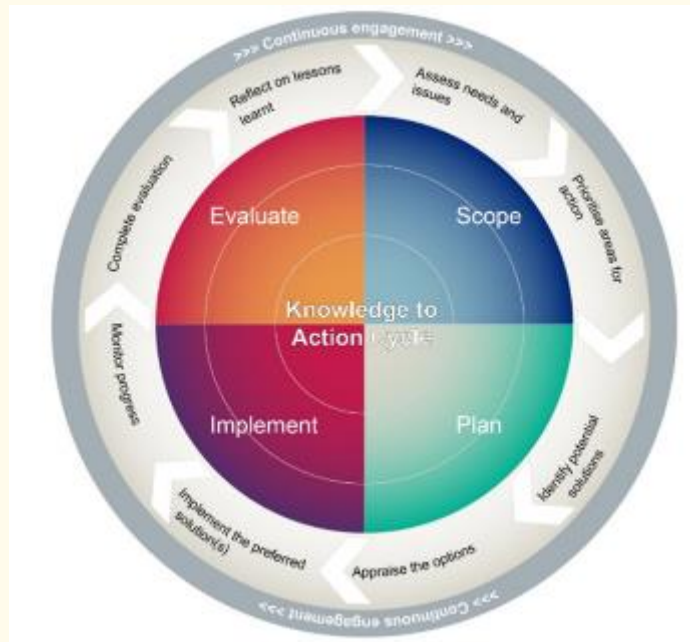 >>> Continuous engagement >>>
Assess needs and
issues
Prioritise areas for
action
Identify potential
solutions
Appraise the options
Implement the preferred
solution(s)
Monitor progress
Complete evaluation
Reflect on lessons
learnt
Evaluate
Scope
Knowledge to
Action Cycle
Implement
Plan
>>> Continuous engagement >>>